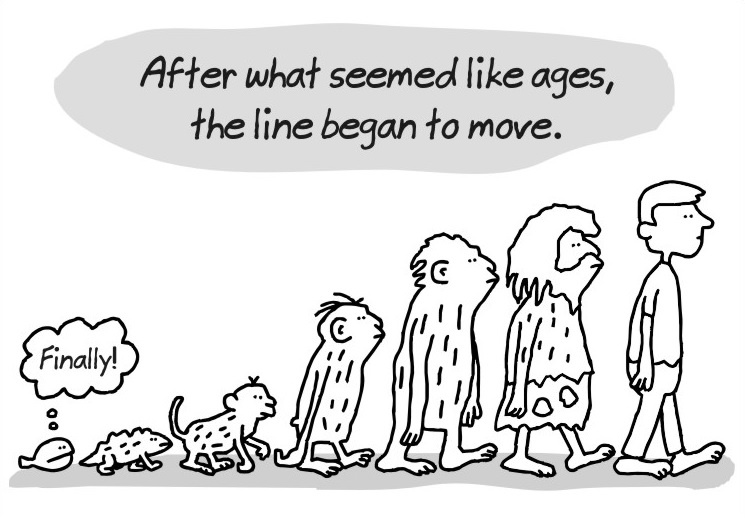 After what seemed like ages,
the line began to move.
Finally!